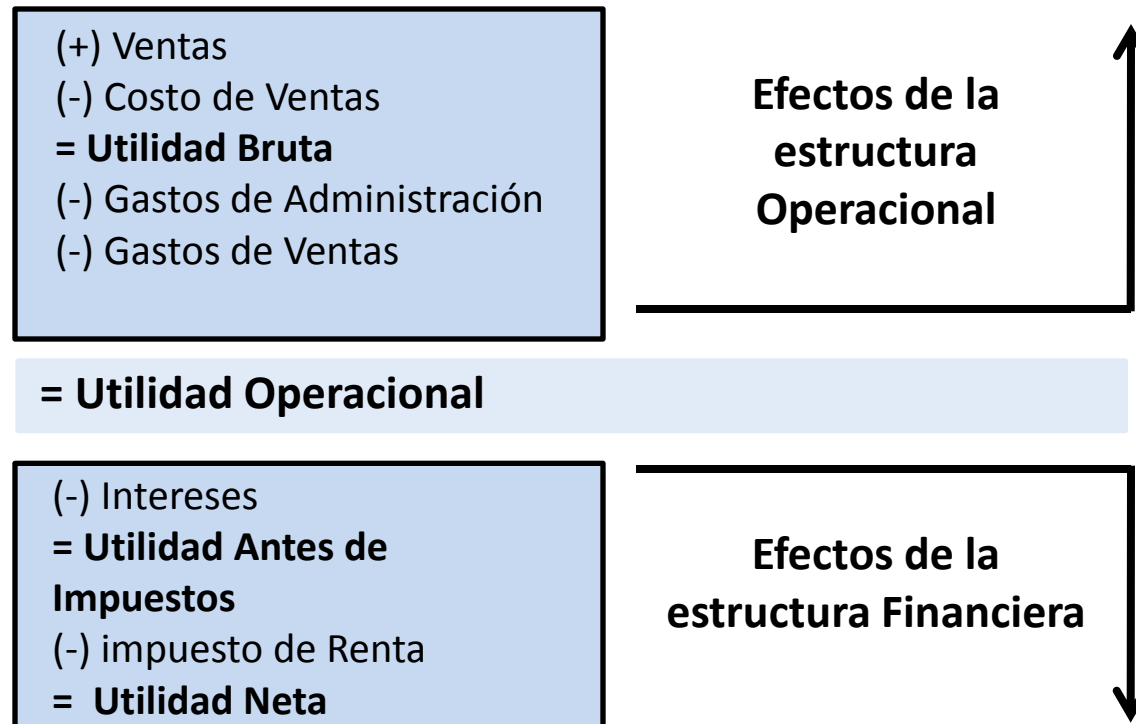 (+) Ventas
(-) Costo de Ventas
= Utilidad Bruta
(-) Gastos de Administración
(-) Gastos de Ventas
Efectos de la
estructura
Operacional
= Utilidad Operacional
(-) Intereses
= Utilidad Antes de
Impuestos
(-) impuesto de Renta
= Utilidad Neta
Efectos de la
estructura Financiera